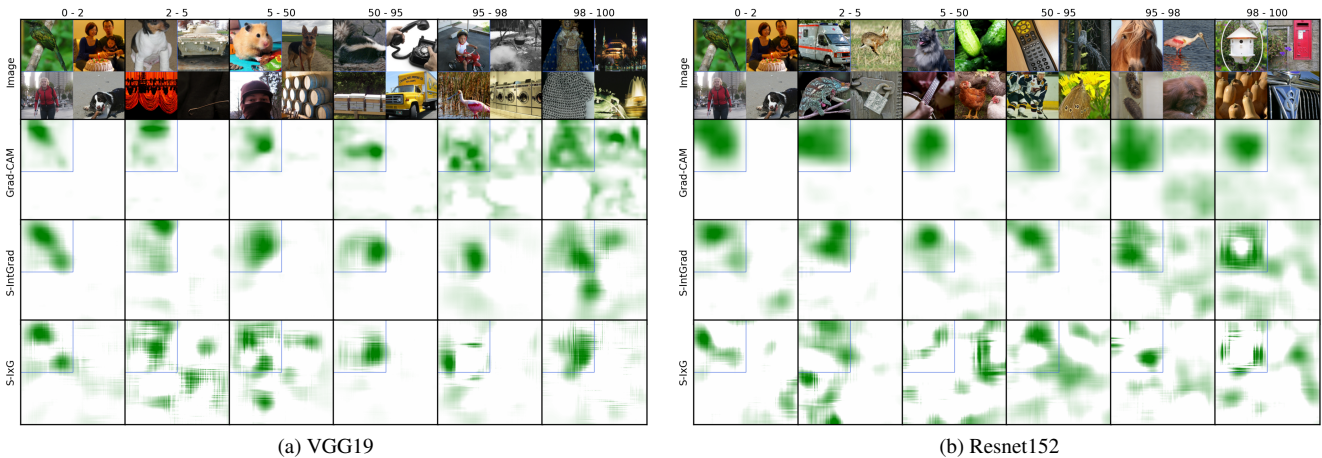 0 - 2 2 - 5 5 - 50 50 - 95 95 - 98 98 - 100
0 - 2 2 - 5 5 - 50 50 - 95 95 - 98 98 - 100
Image
Grad-CAM
S-IntGrad
S-IxG
Image
Grad-CAM
S-IntGrad
S-IxG
(a) VGG19
(b) Resnet152